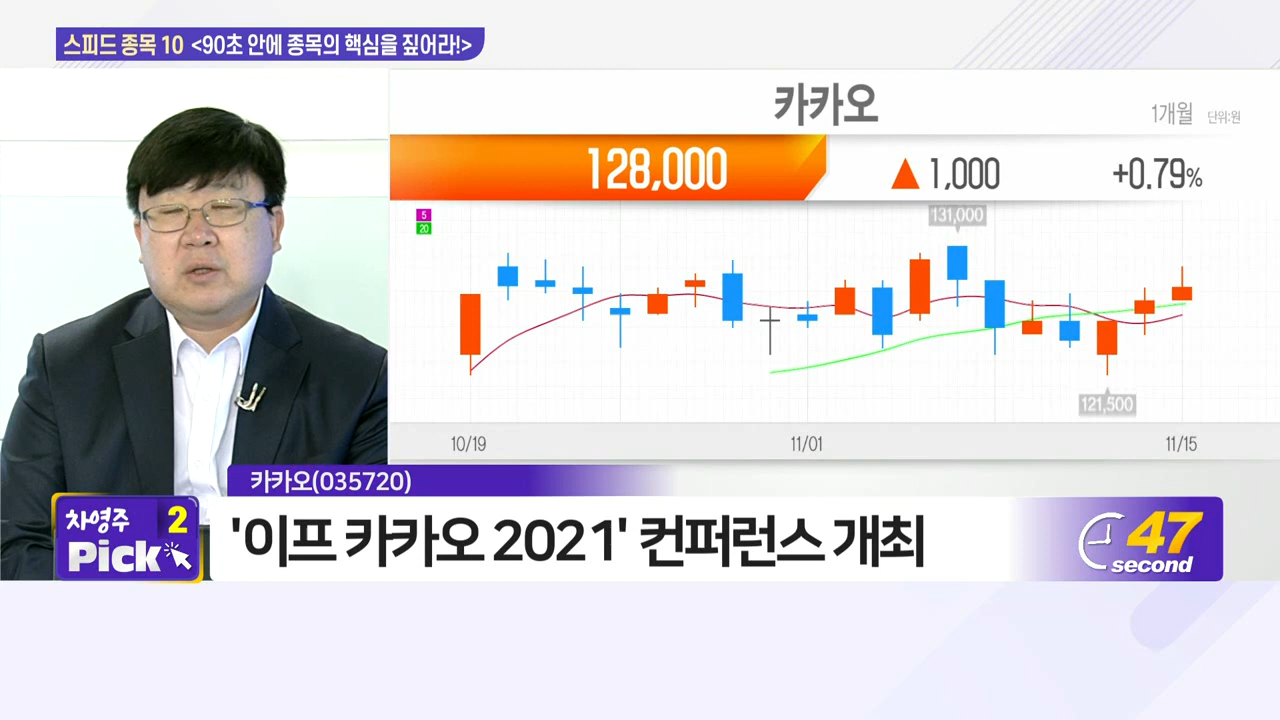 스피드 종목 10 <90초 안에 종목의 핵심을 짚어라!>
카카오
1개월 단위:원
128,000 ▲ 1,000 +0.79%
5
20
131,000
121,500
10/19 11/01 11/15
카카오(035720)
차영주 2
Pick
'이프 카카오 2021' 컨퍼런스 개최
47
second